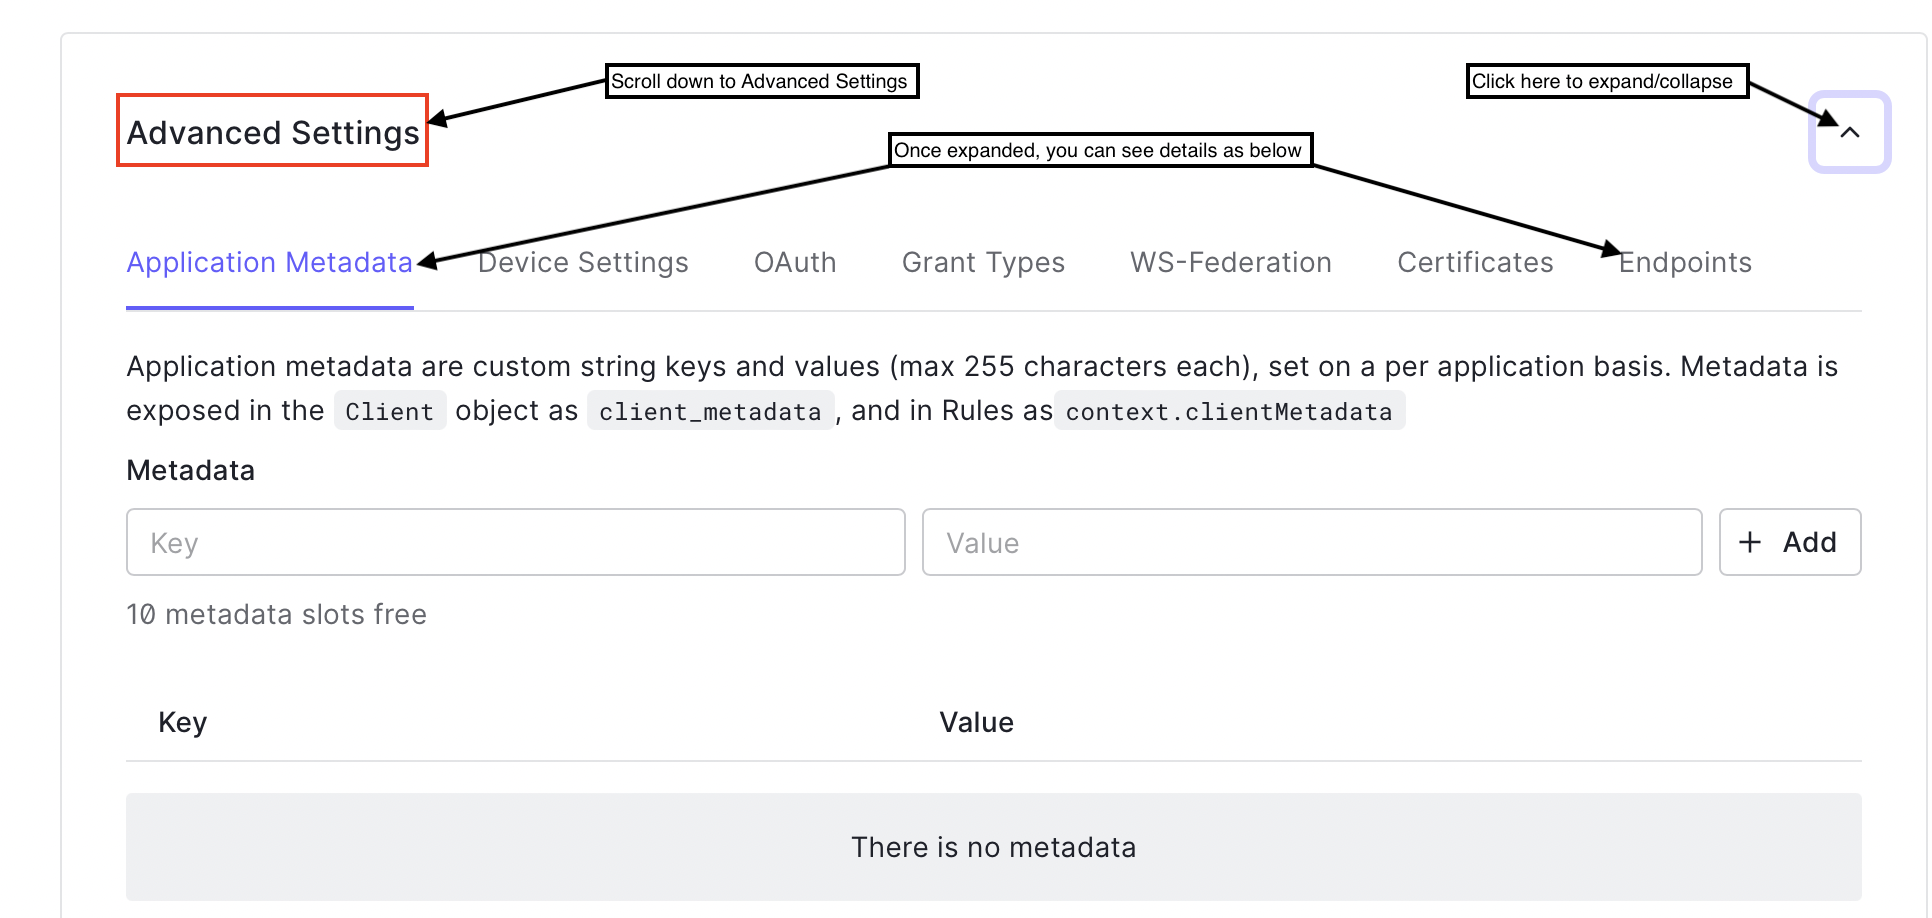 Scroll down to Advanced Settings
Click here to expand/collapse
Advanced Settings
Once expanded, you can see details as below
Application Metadata Device Settings OAuth Grant Types WS-Federation Certificates Endpoints
Application metadata are custom string keys and values (max 255 characters each), set on a per application basis. Metadata is
exposed in the Client object as client_metadata, and in Rules as context.clientMetadata
Metadata
Key Value + Add
10 metadata slots free
Key Value
There is no metadata